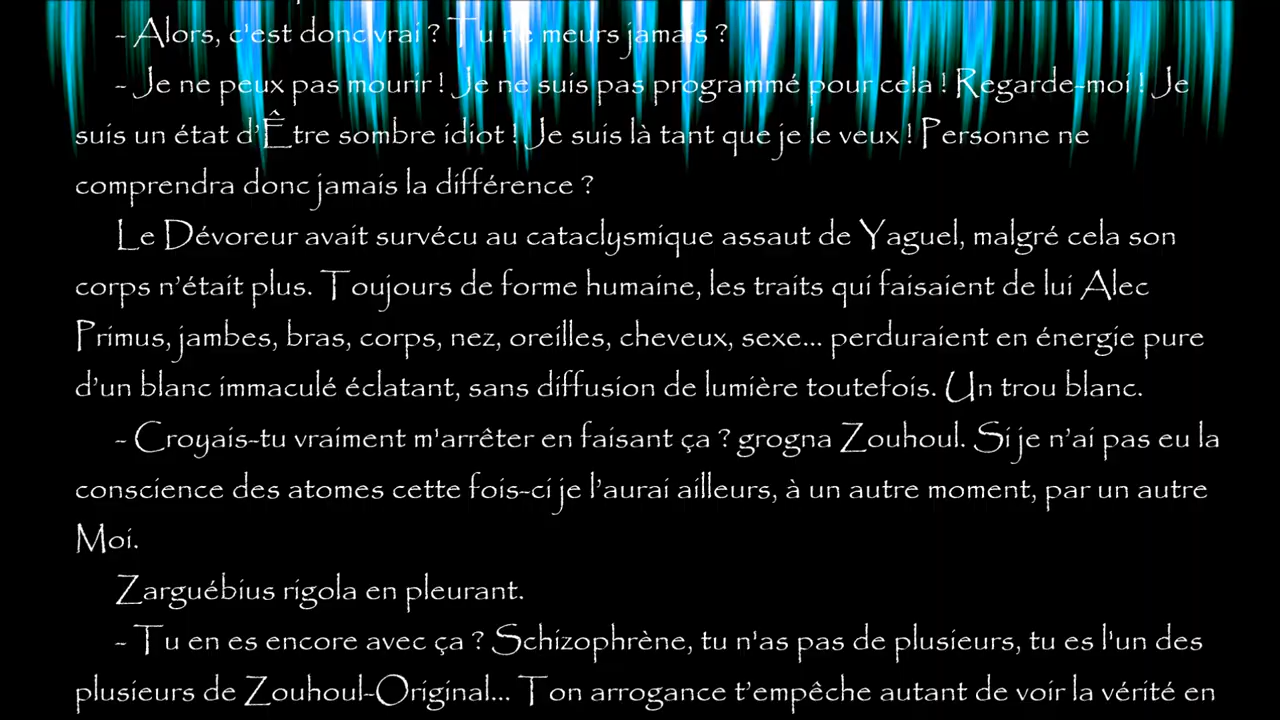 - Alors, c'est donc vrai ? Tu ne meurs jamais ?
- Je ne peux pas mourir ! Je ne suis pas programmé pour cela ! Regarde-moi ! Je
suis un état d’Être sombre idiot ! Je suis là tant que je le veux ! Personne ne
comprendra donc jamais la différence ?
Le Dévoreur avait survécu au cataclysmique assaut de Yaguel, malgré cela son
corps n’était plus. Toujours de forme humaine, les traits qui faisaient de lui Alec
Primus, jambes, bras, corps, nez, oreilles, cheveux, sexe... perduraient en énergie pure
d’un blanc immaculé éclatant, sans diffusion de lumière toutefois. Un trou blanc.
- Croyais-tu vraiment m'arrêter en faisant ça ? grogna Zouhoul. Si je n’ai pas eu la
conscience des atomes cette fois-ci je l’aurai ailleurs, à un autre moment, par un autre
Moi.
Zarguébius rigola en pleurant.
- Tu en es encore avec ça ? Schizophrène, tu n'as pas de plusieurs, tu es l'un des
plusieurs de Zouhoul-Original... Ton arrogance t’empêche autant de voir la vérité en